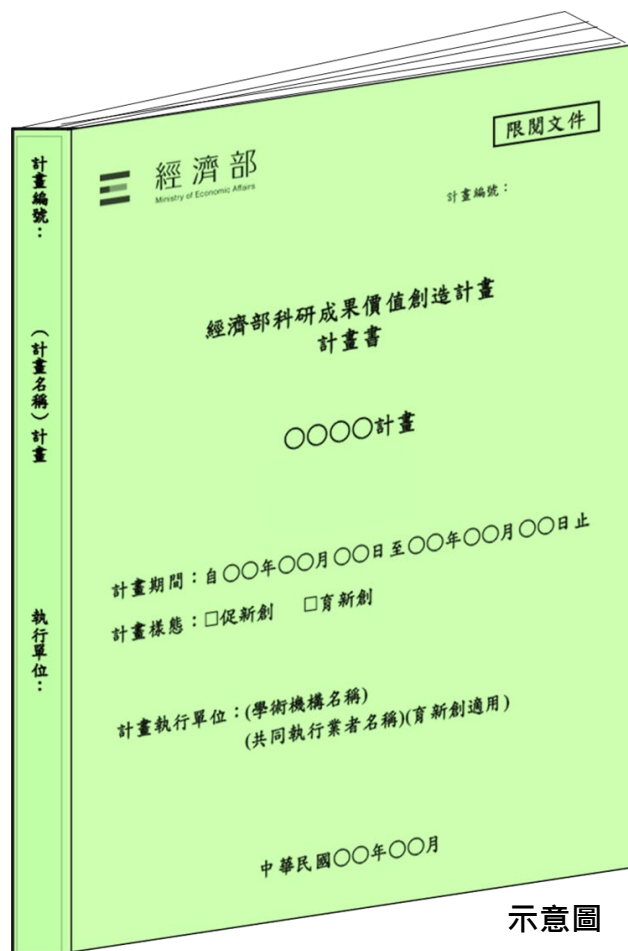 限閱文件
經濟部
Ministry of Economic Affairs
計畫編號：
經濟部科研成果價值創造計畫
計畫書
○○○○計畫
計畫期間：自○○年○○月○○日至○○年○○月○○日止
計畫樣態：□促新創 □育新創
計畫執行單位：(學術機構名稱)
(共同執行業者名稱)(育新創適用)
中華民國○○年○○月
計畫編號：
（計畫名稱）計畫
執行單位：
示意圖